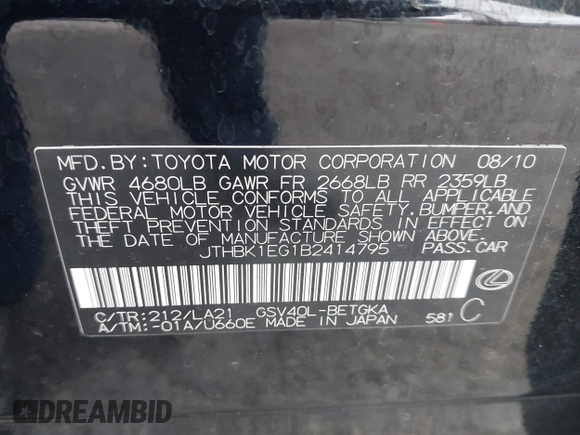 MFD.BY:TOYOTA MOTOR CORPORATION 08/10
GVWR 4680LB GAWR FR 2668LB RR 2359LB
THIS VEHICLE CONFORMS TO ALL APPLICABLE
FEDERAL MOTOR VEHICLE SAFETY,BUMPER,AND
THEFT PREVENTION STANDARDS IN EFFECT ON
THE DATE OF MANUFACTURE SHOWN ABOVE.
JTHBK1EG1B2414795 PASS.CAR
C/TR:212/LA21 GSV40L-BETGKA
A/TM:-01A/U660E MADE IN JAPAN 581 C
DREAMBID